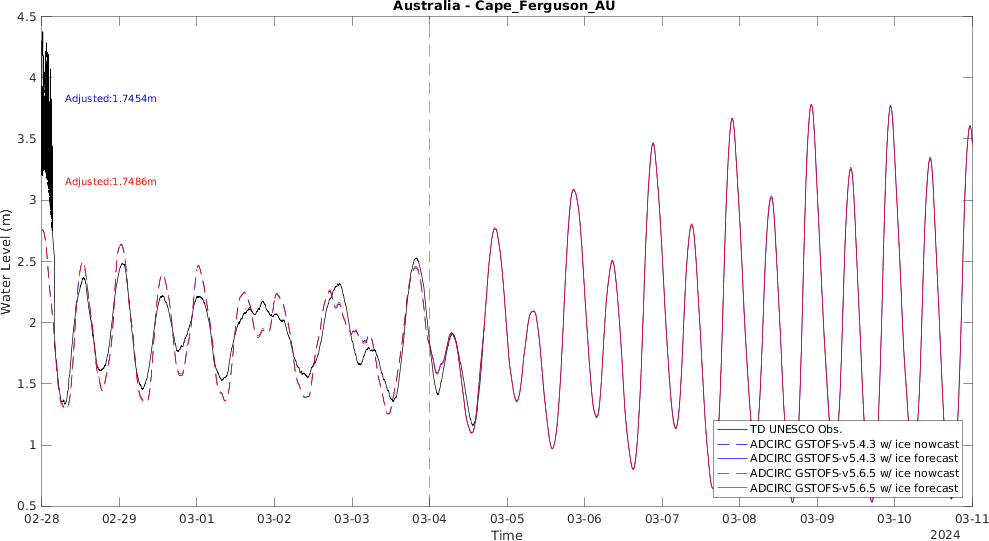 Australia - Cape_Ferguson_AU
4.5
4
3.5
3
2.5
2
1.5
1
0.5
Water Level (m)
Adjusted:1.7454m
Adjusted:1.7486m
TD UNESCO Obs.
ADCIRC GSTOFS-v5.4.3 w/ ice nowcast
ADCIRC GSTOFS-v5.4.3 w/ ice forecast
ADCIRC GSTOFS-v5.6.5 w/ ice nowcast
ADCIRC GSTOFS-v5.6.5 w/ ice forecast
02-28 02-29 03-01 03-02 03-03 03-04 03-05 03-06 03-07 03-08 03-09 03-10 03-11
Time
2024